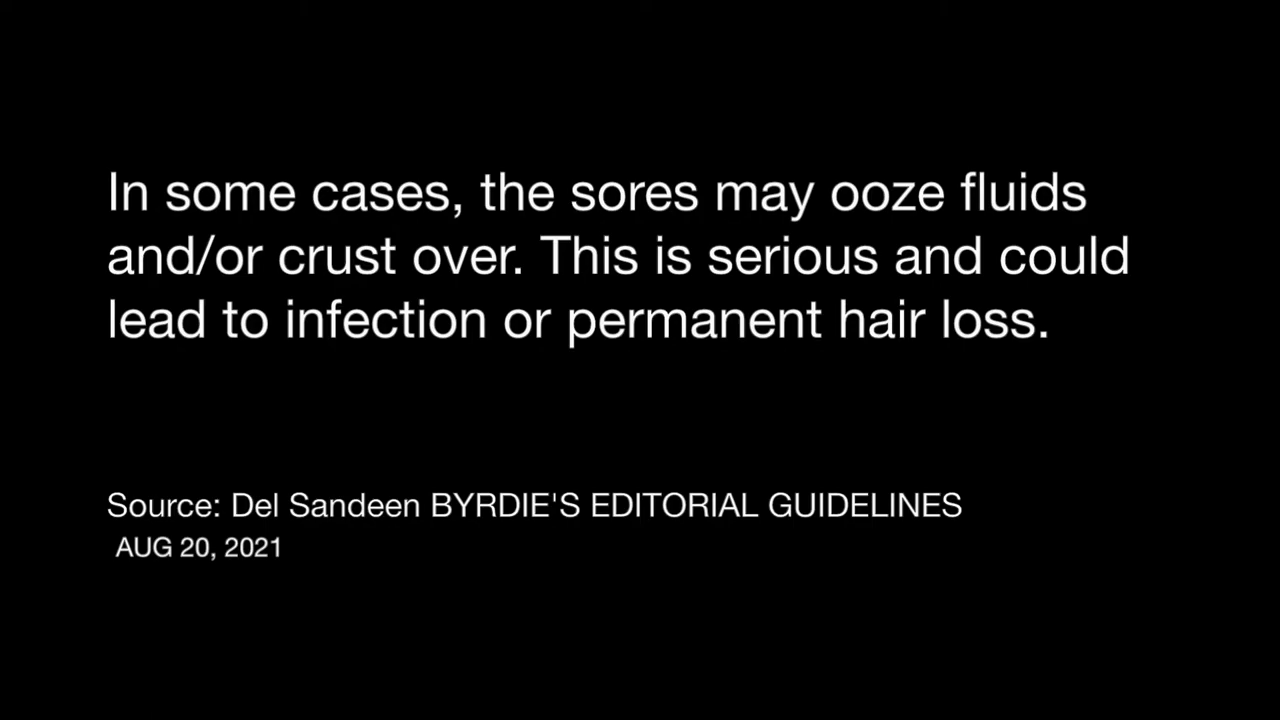 In some cases, the sores may ooze fluids
and/or crust over. This is serious and could
lead to infection or permanent hair loss.
Source: Del Sandeen BYRDIE'S EDITORIAL GUIDELINES
AUG 20, 2021